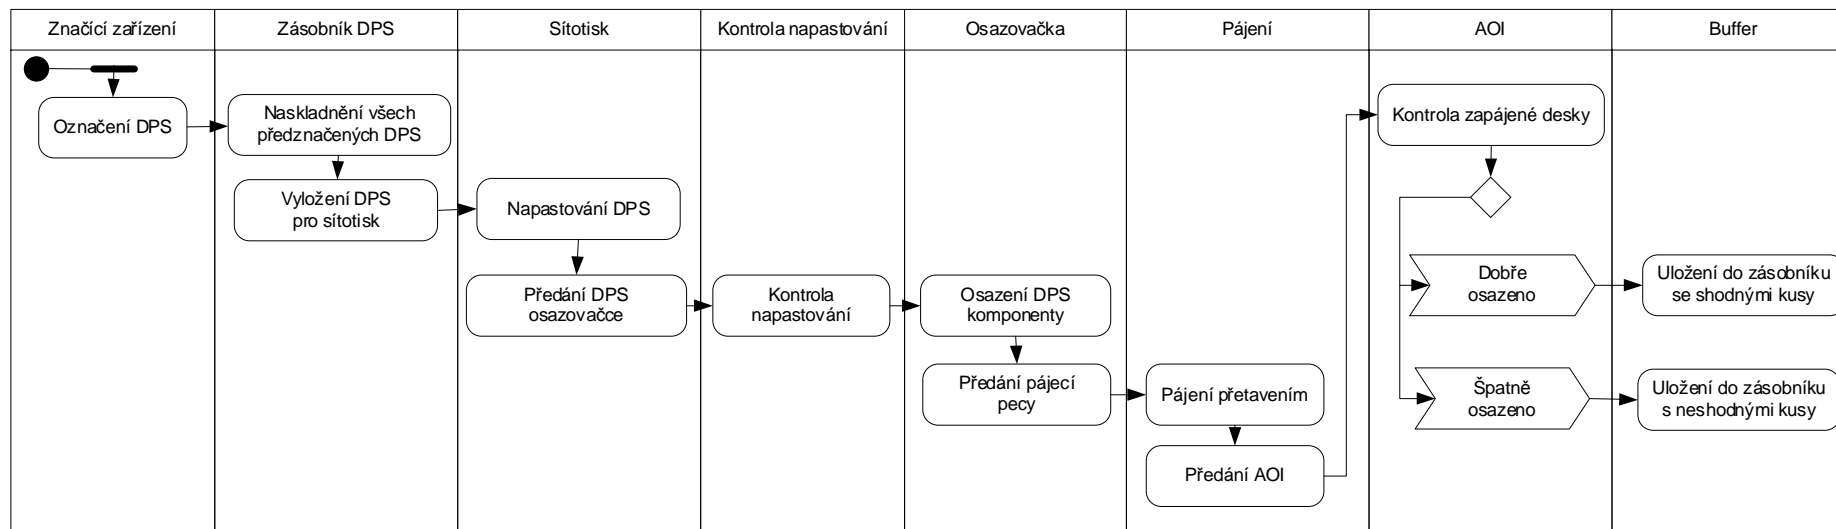 Značící zařízení
Zásobník DPS
Sítotisk
Kontrola napastování
Osazovačka
Pájení
AOI
Buffer
Označení DPS
Naskladnění všech
předznačených DPS
Vyložení DPS
pro sítotisk
Napastování DPS
Předání DPS
osazovačce
Kontrola
napastování
Osazení DPS
komponenty
Předání pájecí
pecy
Pájení přetavením
Předání AOI
Kontrola zapájené desky
Dobře
osazeno
Špatně
osazeno
Uložení do zásobníku
se shodnými kusy
Uložení do zásobníku
s neshodnými kusy